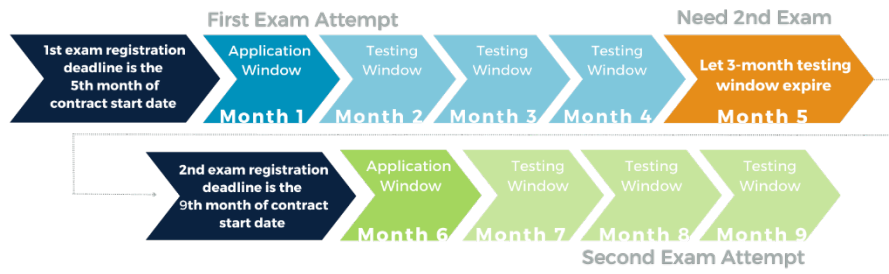 First Exam Attempt
Need 2nd Exam
1st exam registration
deadline is the
5th month of
contract start date
Application
Window
Month 1
Testing
Window
Month 2
Testing
Window
Month 3
Testing
Window
Month 4
Let 3-month testing
window expire
Month 5
2nd exam registration
deadline is the
9th month of contract
start date
Application
Window
Month 6
Testing
Window
Month 7
Testing
Window
Month 8
Testing
Window
Month 9
Second Exam Attempt